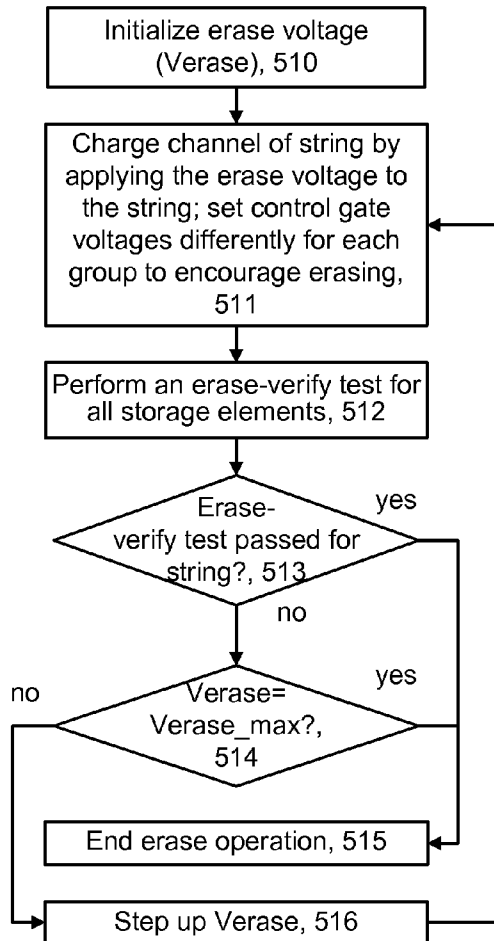 Initialize erase voltage
(Verase), 510
Charge channel of string by
applying the erase voltage to
the string; set control gate
voltages differently for each
group to encourage erasing,
511
Perform an erase-verify test for
all storage elements, 512
Erase-
verify test passed for
string?, 513
yes
no
Verase=
Verase_max?,
514
yes
no
End erase operation, 515
Step up Verase, 516